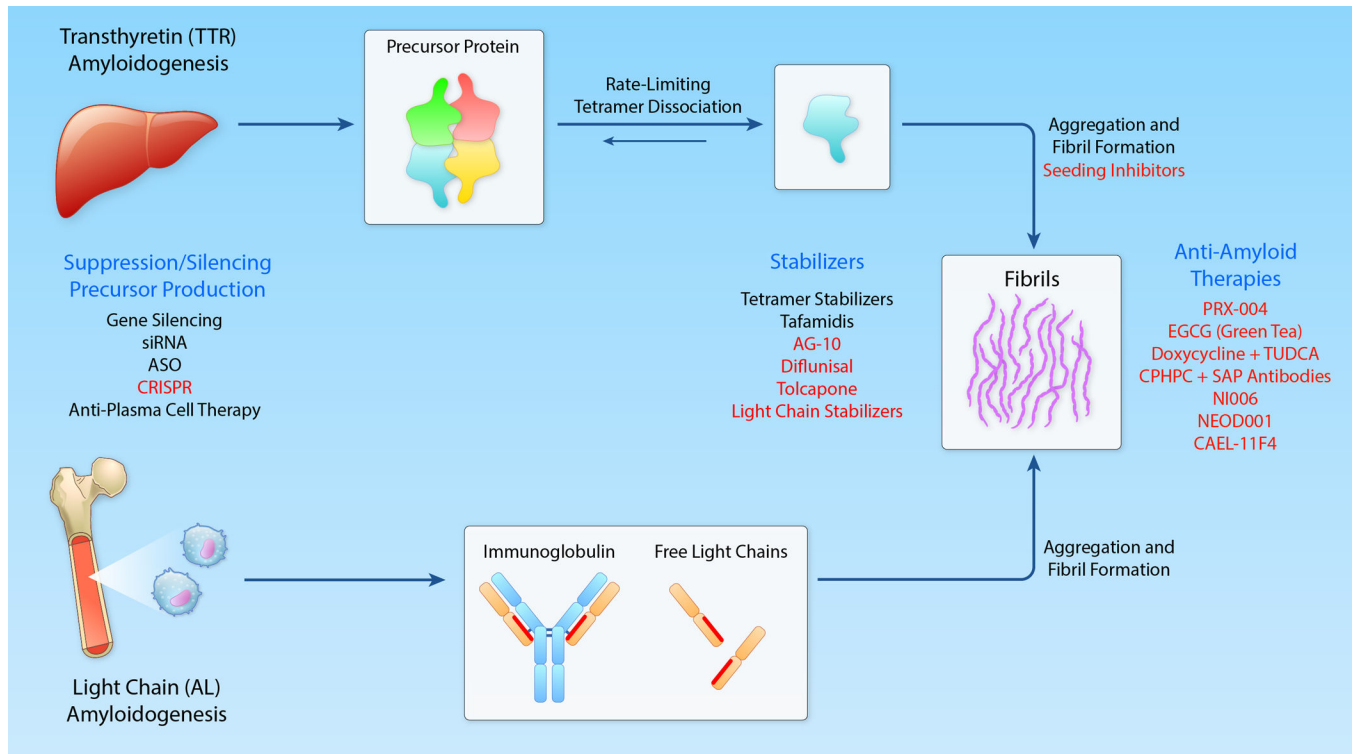 Transthyretin (TTR)
Amyloidogenesis
Precursor Protein
Rate-Limiting
Tetramer Dissociation
Aggregation and
Fibril Formation
Seeding Inhibitors
Suppression/Silencing
Precursor Production
Gene Silencing
siRNA
ASO
CRISPR
Anti-Plasma Cell Therapy
Stabilizers
Tetramer Stabilizers
Tafamidis
AG-10
Diflunisal
Tolcapone
Light Chain Stabilizers
Fibrils
Anti-Amyloid
Therapies
PRX-004
EGCG (Green Tea)
Doxycycline + TUDCA
CPHPC + SAP Antibodies
NI006
NEOD001
CAEL-11F4
Light Chain (AL)
Amyloidogenesis
Immunoglobulin
Free Light Chains
Aggregation and
Fibril Formation